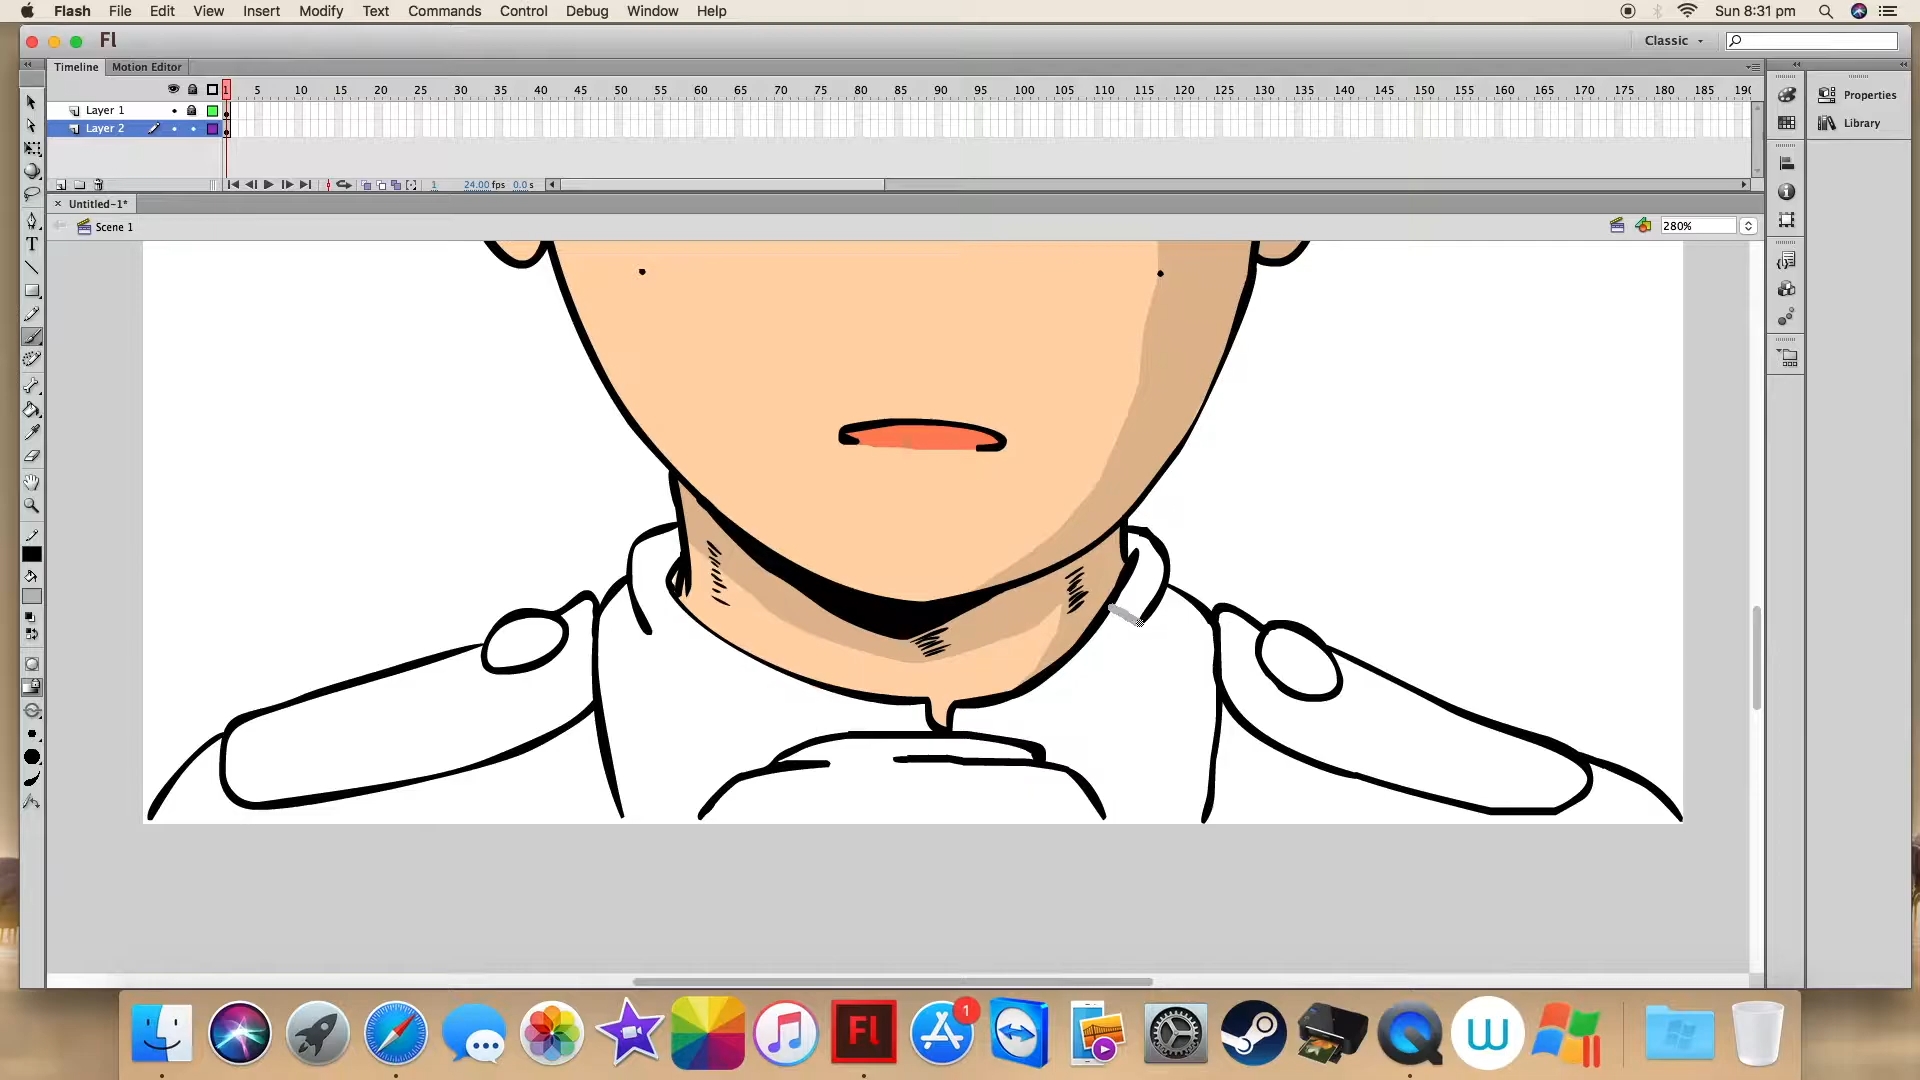 Flash File Edit View Insert Modify Text Commands Control Debug Window Help Sun 8:31 pm
Fl Classic
Timeline Motion Editor
1 5 10 15 20 25 30 35 40 45 50 55 60 65 70 75 80 85 90 95 100 105 110 115 120 125 130 135 140 145 150 155 160 165 170 175 180 185 190
Layer 1
Layer 2
Properties
Library
1 24.00 fps 0.0 s
Untitled-1*
Scene 1 280%
T
Fl
1
W